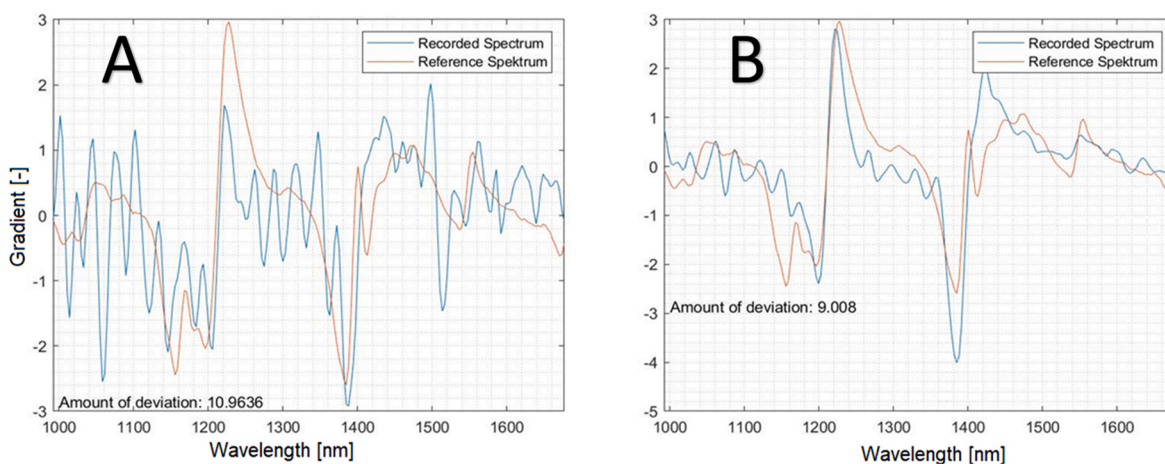 A
Recorded Spectrum
Reference Spektrum
Gradient [-]
3
2
1
0
-1
-2
-3
Amount of deviation: 10.9636
1000 1100 1200 1300 1400 1500 1600
Wavelength [nm]
B
Recorded Spectrum
Reference Spektrum
3
2
1
0
-1
-2
-3
-4
-5
Amount of deviation: 9.008
1000 1100 1200 1300 1400 1500 1600
Wavelength [nm]